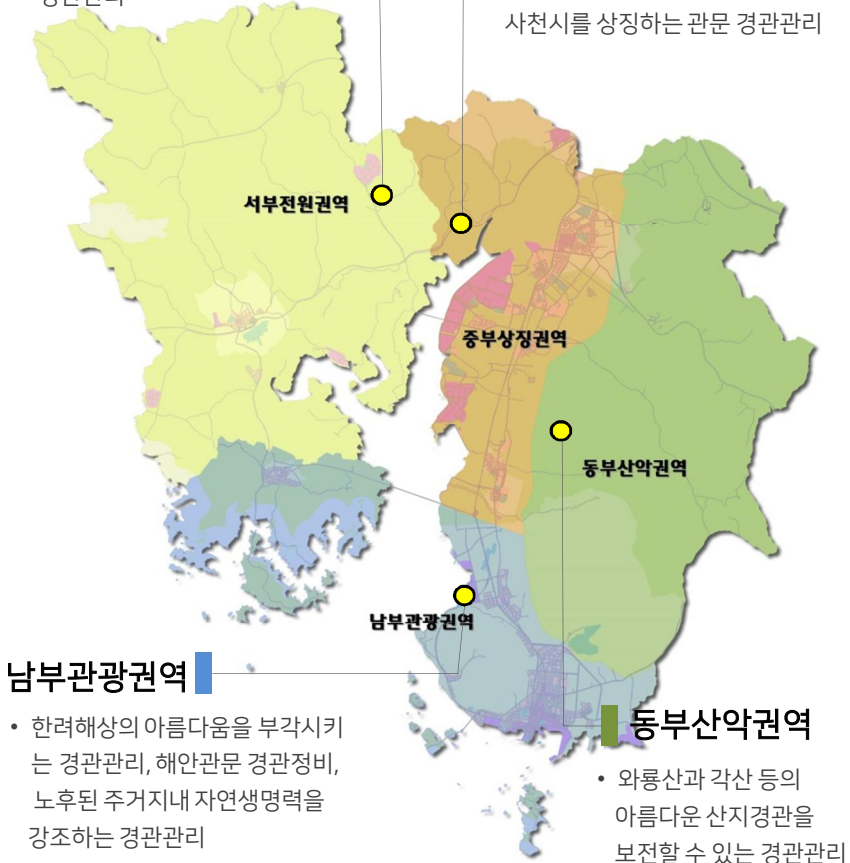 경관관리
사천시를 상징하는 관문 경관관리
서부전원권역
중부상징권역
동부산악권역
남부관광권역
남부관광권역
• 한려해상의 아름다움을 부각시키
는 경관관리, 해안관문 경관정비,
노후된 주거지내 자연생명력을
강조하는 경관관리
동부산악권역
• 와룡산과 각산 등의
아름다운 산지경관을
보전할 수 있는 경관관리